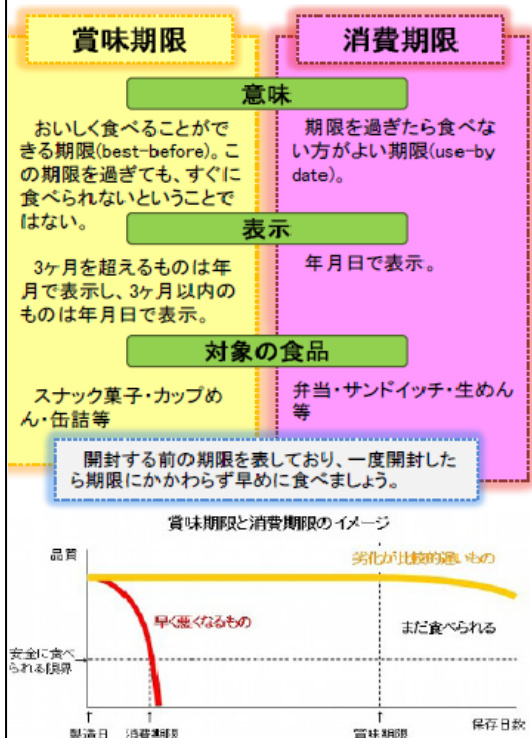 賞味期限
消費期限
意味
おいしく食べることがで
きる期限(best-before)。こ
の期限を過ぎても、すぐに
食べられないということで
はない。
期限を過ぎたら食べな
い方がよい期限(use-by
date)。
表示
3ヶ月を超えるものは年
月で表示し、3ヶ月以内の
ものは年月日で表示。
年月日で表示。
対象の食品
スナック菓子・カップめ
ん・缶詰等
弁当・サンドイッチ・生めん
等
開封する前の期限を表しており、一度開封した
ら期限にかかわらず早めに食べましょう。
賞味期限と消費期限のイメージ
品質
劣化が比較的遅いもの
早く悪くなるもの
まだ食べられる
安全に食べ
られる限界
製造日
消費期限
賞味期限
保存日数